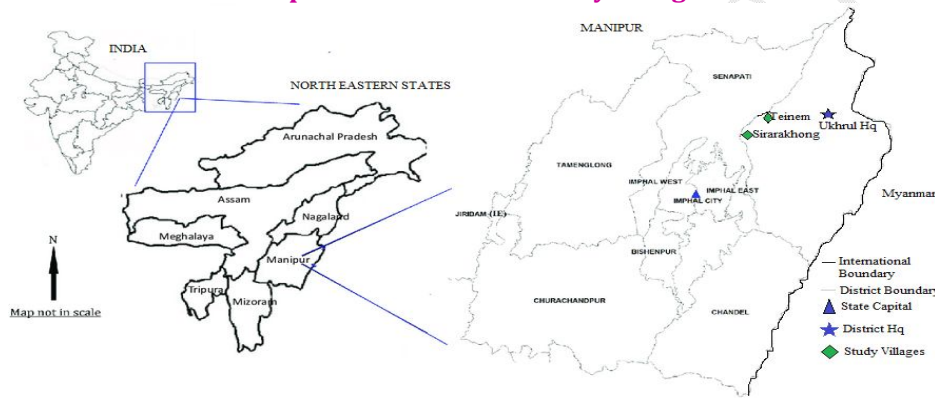 INDIA
NORTH EASTERN STATES
Arunachal Pradesh
Assam
Nagaland
Meghalaya
Manipur
Tripura
Mizoram
N
Map not in scale
MANIPUR
SENAPATI
Teinem
Ukhrul Hq
Sirarakhong
TAMENGLONG
IMPHAL WEST
IMPHAL EAST
IMPHAL CITY
Myanmar
JIRIDAM (IE)
BISHENPUR
CHURACHANDPUR
CHANDEL
International
Boundary
District Boundary
State Capital
District Hq
Study Villages